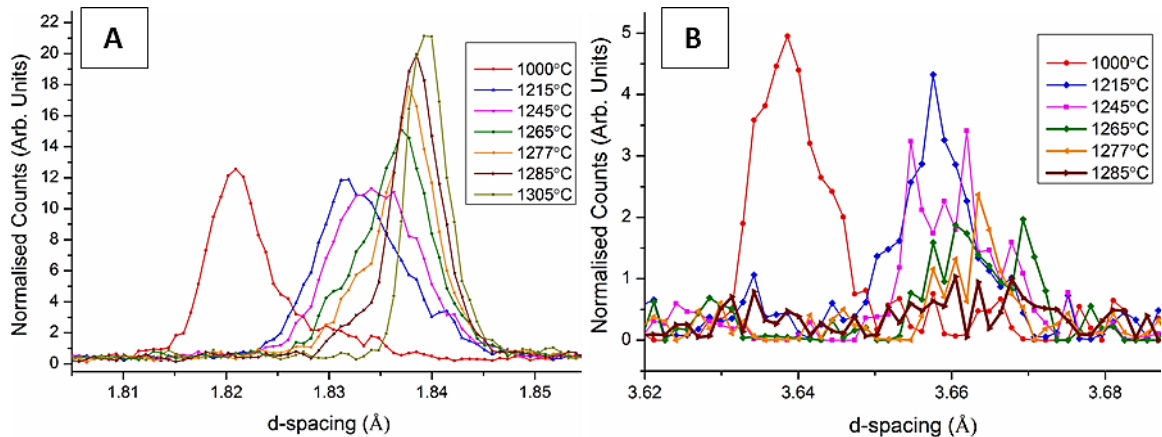 A
Normalised Counts (Arb. Units)
22
20
18
16
14
12
10
8
6
4
2
0
1000°C
1215°C
1245°C
1265°C
1277°C
1285°C
1305°C
1.81
1.82
1.83
1.84
1.85
d-spacing (Å)
B
Normalised Counts (Arb. Units)
5
4
3
2
1
0
1000°C
1215°C
1245°C
1265°C
1277°C
1285°C
3.62
3.64
3.66
3.68
d-spacing (Å)